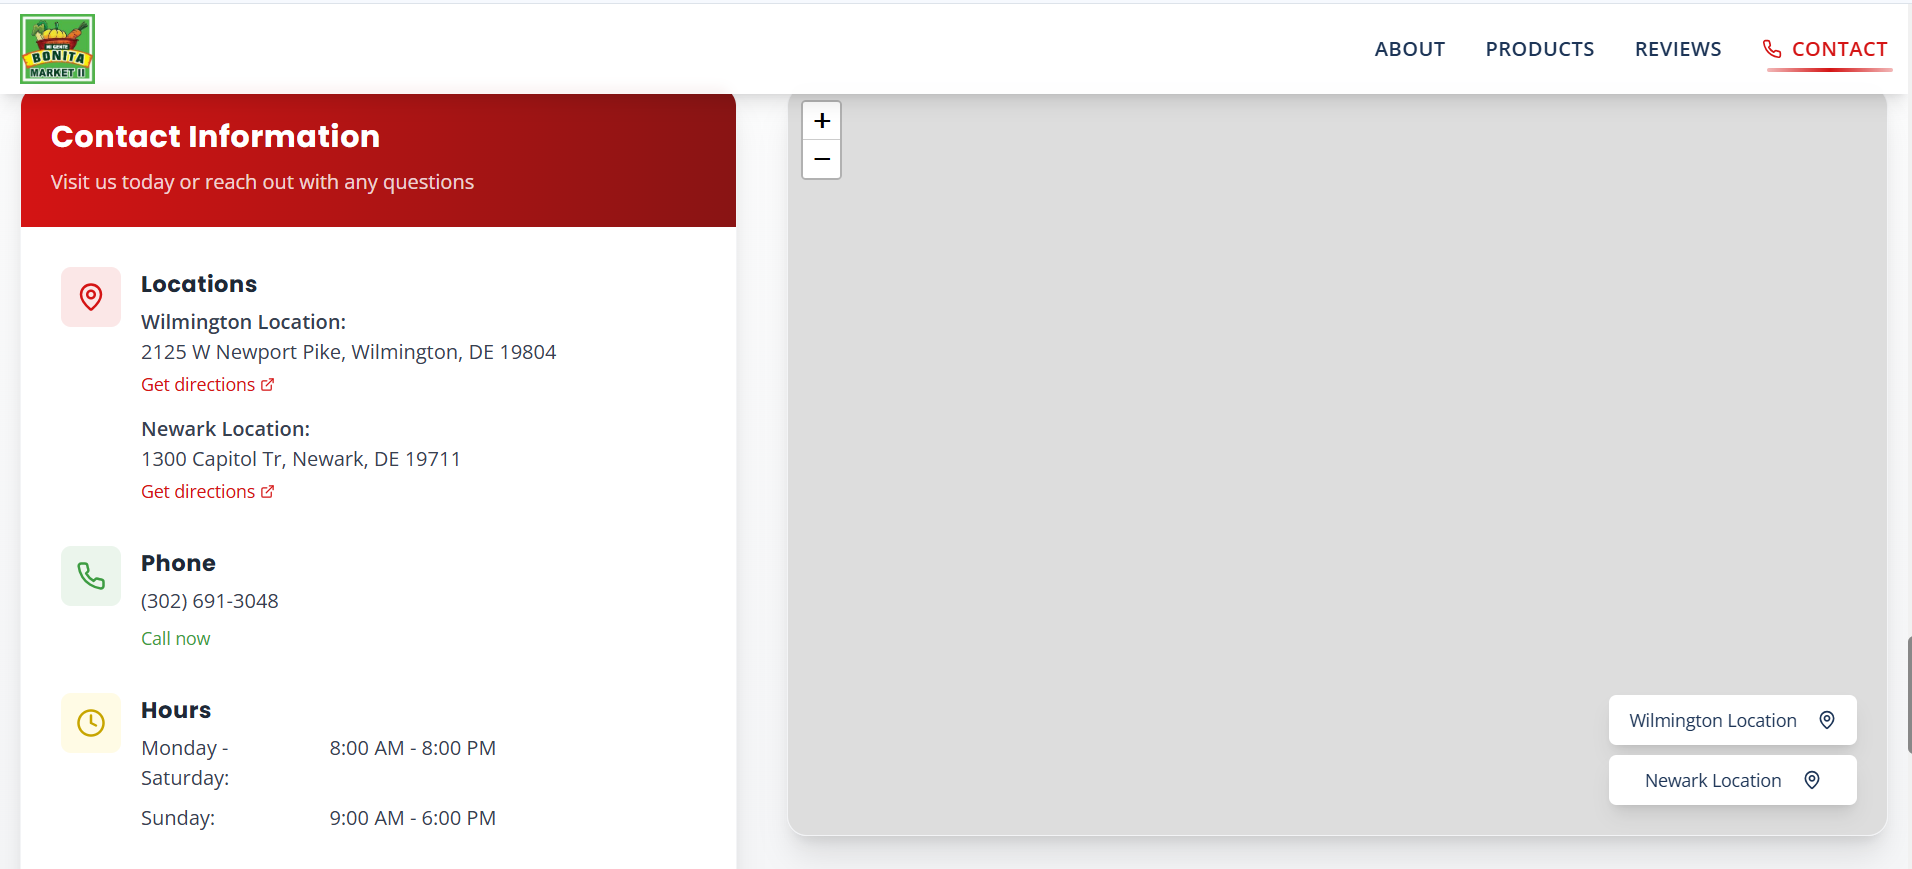 MI GENTE
BONITA
MARKET II
ABOUT
PRODUCTS
REVIEWS
CONTACT
Contact Information
Visit us today or reach out with any questions
Locations
Wilmington Location:
2125 W Newport Pike, Wilmington, DE 19804
Get directions
Newark Location:
1300 Capitol Tr, Newark, DE 19711
Get directions
Phone
(302) 691-3048
Call now
Hours
Monday - 8:00 AM - 8:00 PM
Saturday:
Sunday: 9:00 AM - 6:00 PM
+
−
Wilmington Location
Newark Location